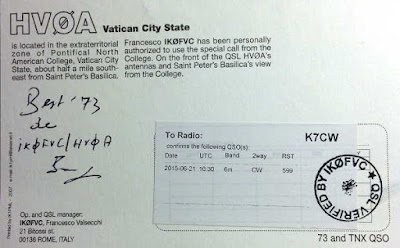 HVØA Vatican City State
is located in the extraterritorial
zone of Pontifical North
American College, Vatican City
State, about half a mile south-
east from Saint Peter's Basilica.
Francesco IKØFVC has been personally
authorized to use the special call from the
College. On the front of the QSL HVØA's
antennas and Saint Peter's Basilica's view
from the College.
Best '73
de
IKØFVC/HVØA
To Radio: K7CW
confirms the following QSO(s)
Date UTC Band 2way RST
2015-06-21 10:30 6m CW 599
QSL VERIFIED BY IKØFVC
Op. and QSL manager:
IKØFVC, Francesco Valsecchi
21 Bitossi st.
00136 ROME, ITALY
73 and TNX QSO